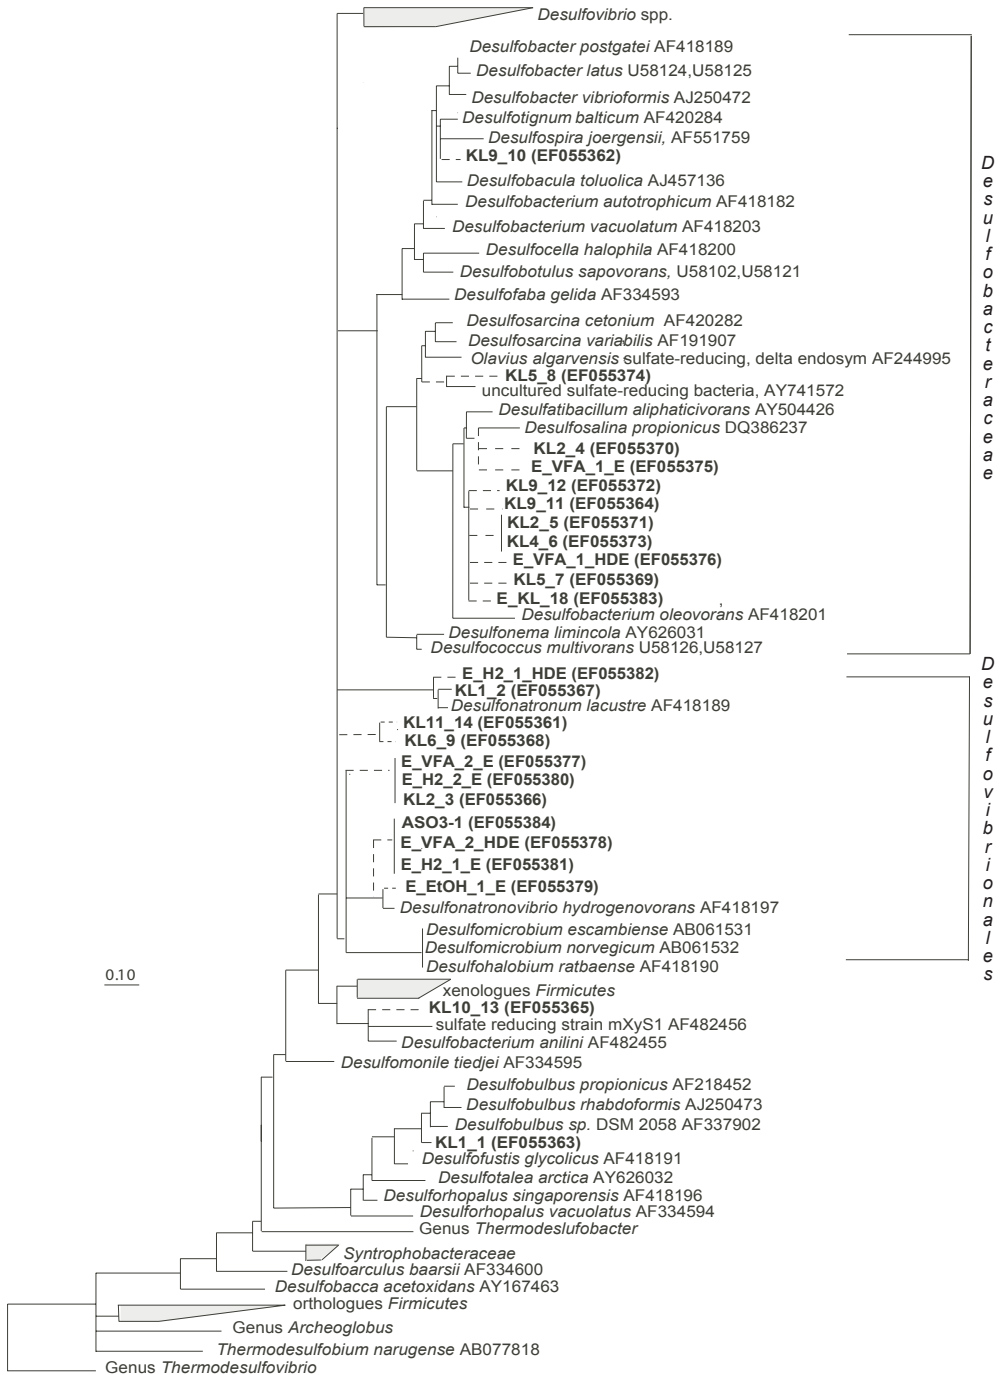 Desulfovibrio spp.
Desulfobacter postgatei AF418189
Desulfobacter latus U58124,U58125
Desulfobacter vibrioformis AJ250472
Desulfotignum balticum AF420284
Desulfospira joergensii, AF551759
KL9_10 (EF055362)
Desulfobacula toluolica AJ457136
Desulfobacterium autotrophicum AF418182
Desulfobacterium vacuolatum AF418203
Desulfocella halophila AF418200
Desulfobotulus sapovorans, U58102,U58121
Desulfofaba gelida AF334593
Desulfosarcina cetonium AF420282
Desulfosarcina variabilis AF191907
Olavius algarvensis sulfate-reducing, delta endosym AF244995
KL5_8 (EF055374)
uncultured sulfate-reducing bacteria, AY741572
Desulfatibacillum aliphaticivorans AY504426
Desulfosalina propionicus DQ386237
KL2_4 (EF055370)
E_VFA_1_E (EF055375)
KL9_12 (EF055372)
KL9_11 (EF055364)
KL2_5 (EF055371)
KL4_6 (EF055373)
E_VFA_1_HDE (EF055376)
KL5_7 (EF055369)
E_KL_18 (EF055383)
Desulfobacterium oleovorans AF418201
Desulfonema limincola AY626031
Desulfococcus multivorans U58126,U58127
Desulfobacteraceae
E_H2_1_HDE (EF055382)
KL1_2 (EF055367)
Desulfonatronum lacustre AF418189
KL11_14 (EF055361)
KL6_9 (EF055368)
E_VFA_2_E (EF055377)
E_H2_2_E (EF055380)
KL2_3 (EF055366)
ASO3-1 (EF055384)
E_VFA_2_HDE (EF055378)
E_H2_1_E (EF055381)
E_EtOH_1_E (EF055379)
Desulfonatronovibrio hydrogenovorans AF418197
Desulfomicrobium escambiense AB061531
Desulfomicrobium norvegicum AB061532
Desulfohalobium ratbaense AF418190
Desulfovibrionales
0.10
xenologues Firmicutes
KL10_13 (EF055365)
sulfate reducing strain mXyS1 AF482456
Desulfobacterium anilini AF482455
Desulfomonile tiedjei AF334595
Desulfobulbus propionicus AF218452
Desulfobulbus rhabdoformis AJ250473
Desulfobulbus sp. DSM 2058 AF337902
KL1_1 (EF055363)
Desulfofustis glycolicus AF418191
Desulfotalea arctica AY626032
Desulforhopalus singaporensis AF418196
Desulforhopalus vacuolatus AF334594
Genus Thermodeslufobacter
Syntrophobacteraceae
Desulfoarculus baarsii AF334600
Desulfobacca acetoxidans AY167463
orthologues Firmicutes
Genus Archeoglobus
Thermodesulfobium narugense AB077818
Genus Thermodesulfovibrio